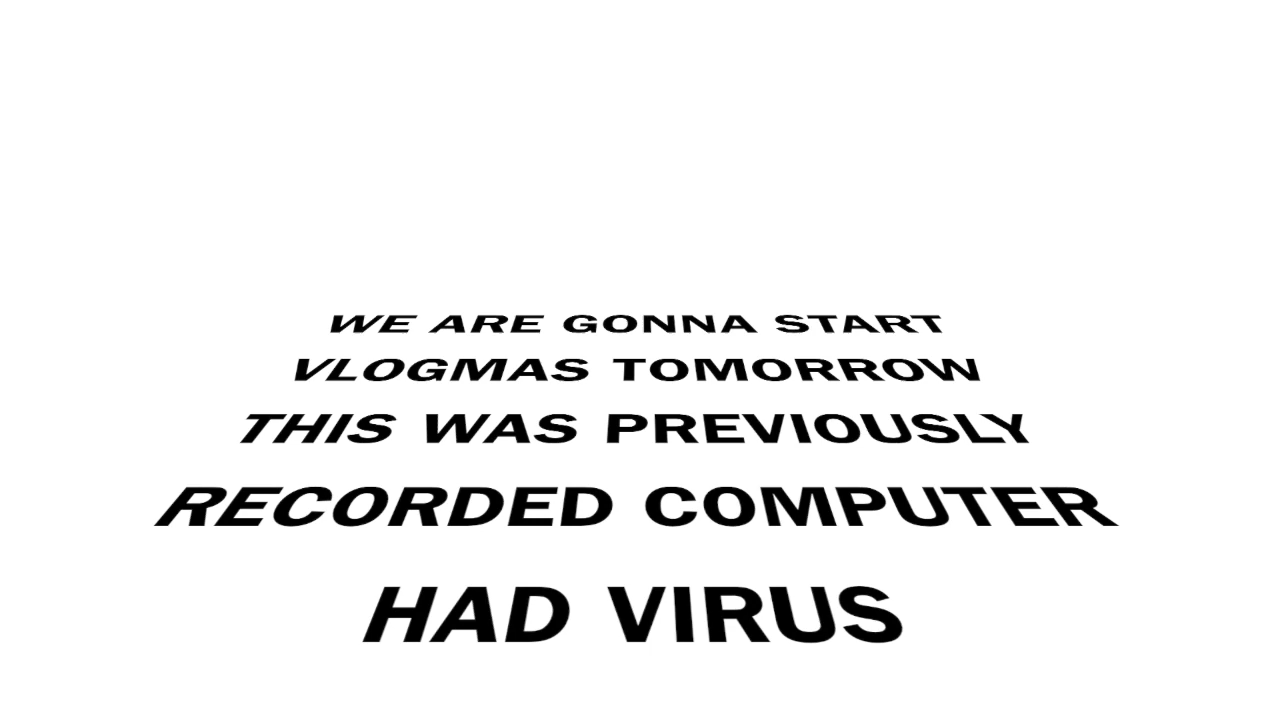 WE ARE GONNA START
VLOGMAS TOMORROW
THIS WAS PREVIOUSLY
RECORDED COMPUTER
HAD VIRUS